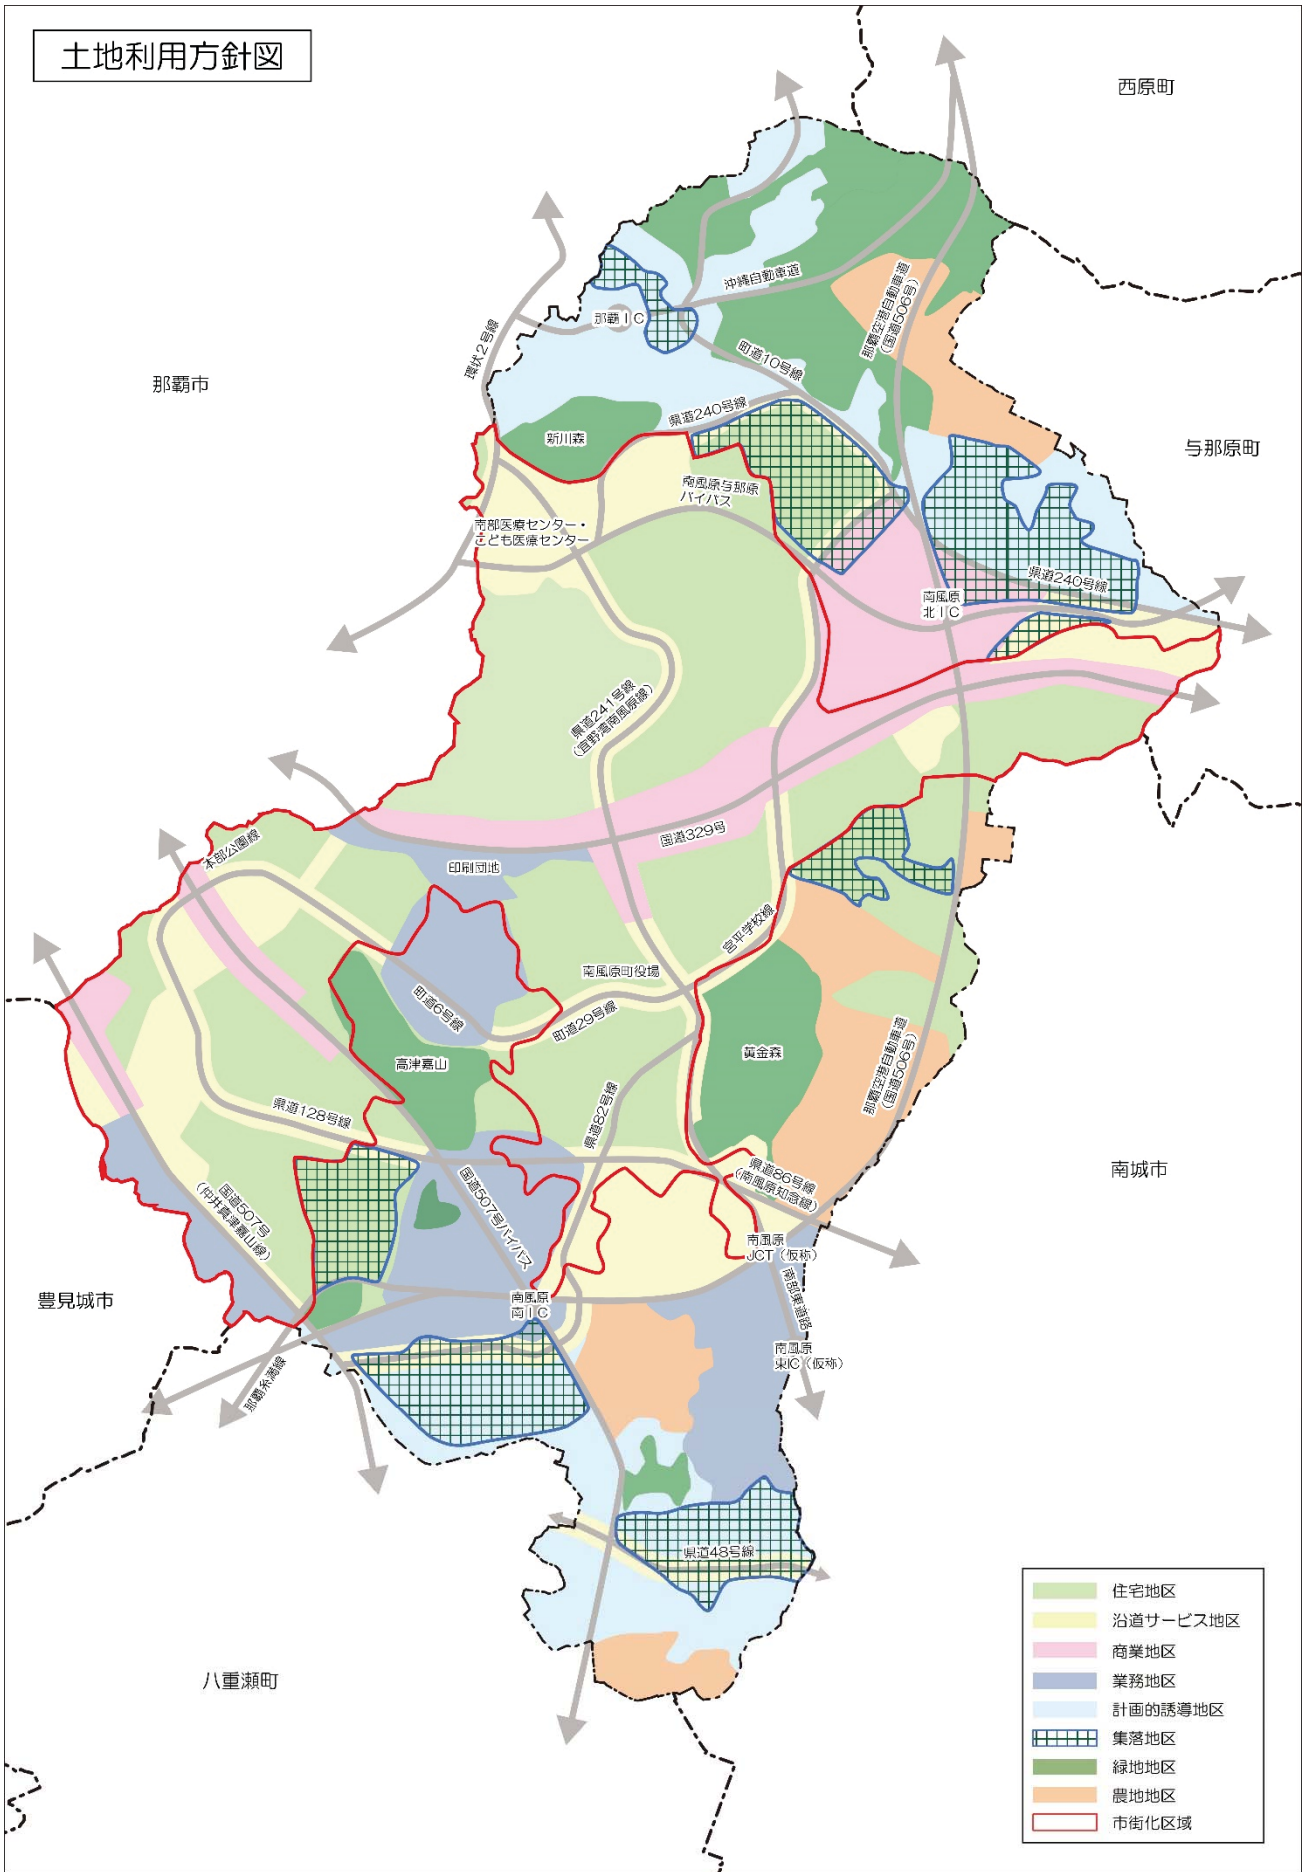 土地利用方針図
西原町
沖縄自動車道
那覇空港自動車道
(国道506号)
那覇IC
環状2号線
町道10号線
那覇市
県道240号線
新川森
与那原町
南風原与那原
バイパス
南部医療センター・
こども医療センター
県道240号線
南風原
北IC
県道241号線
(宜野湾南風原線)
国道329号
本部公園線
印刷団地
宮平学校線
南風原町役場
町道6号線
町道29号線
黄金森
高津嘉山
那覇空港自動車道
(国道506号)
県道82号線
県道128号線
南城市
県道86号線
(南風原知念線)
国道507号
(仲井真津嘉山線)
国道507号バイパス
南風原
JCT(仮称)
南部東道路
豊見城市
南風原
南IC
南風原
東IC(仮称)
那覇糸満線
県道48号線
八重瀬町
住宅地区
沿道サービス地区
商業地区
業務地区
計画的誘導地区
集落地区
緑地地区
農地地区
市街化区域